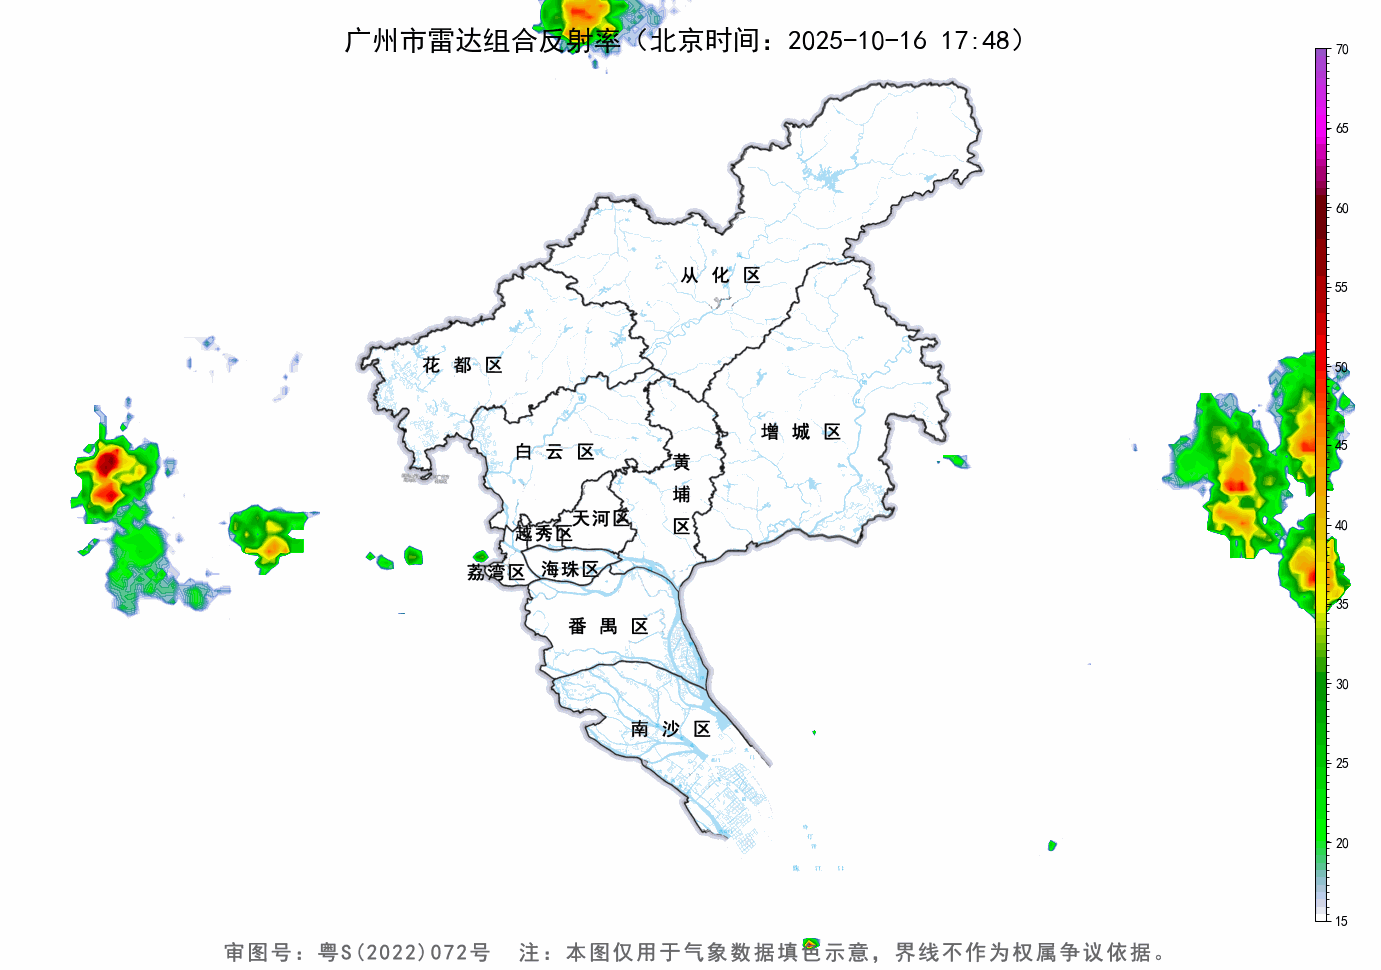 广州市雷达组合反射率（北京时间：2025-10-16 17:48）
70
65
60
55
50
45
40
35
30
25
20
15
从化区
花都区
增城区
白云区
黄埔区
天河区
越秀区
海珠区
荔湾区
番禺区
南沙区
审图号：粤S(2022)072号 注：本图仅用于气象数据填色示意，界线不作为权属争议依据。